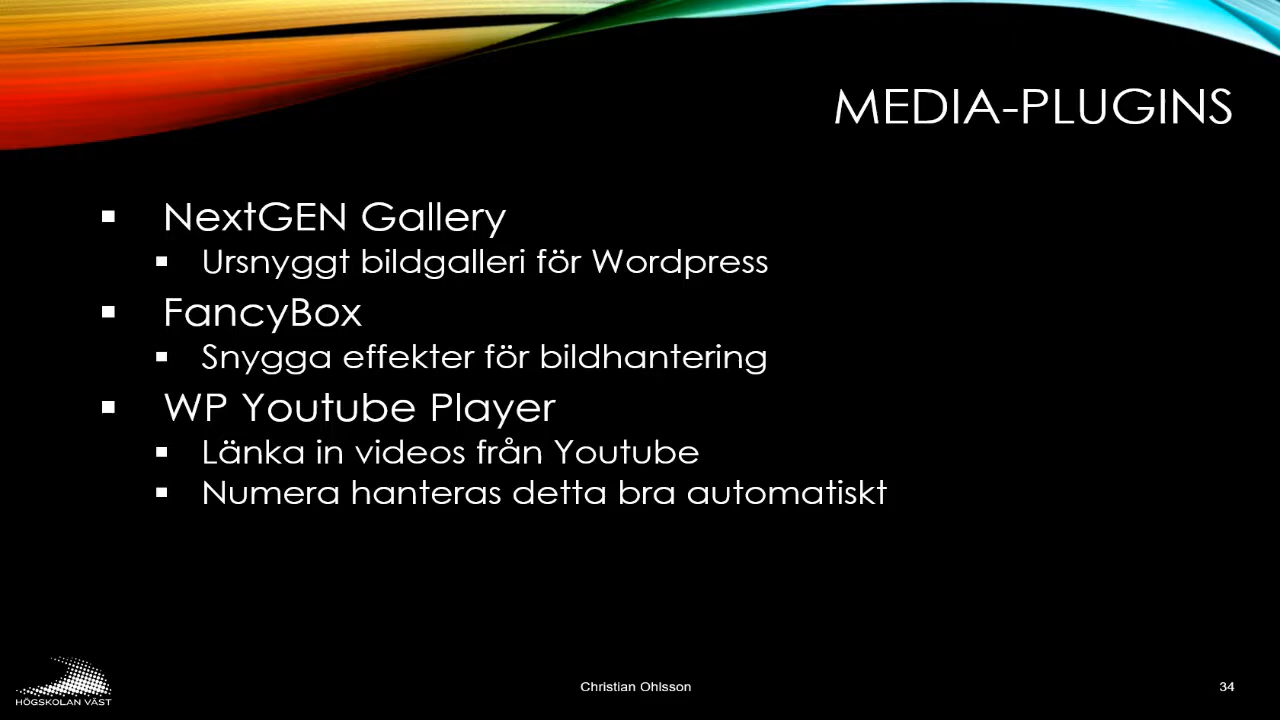 MEDIA-PLUGINS
NextGEN Gallery
Ursnyggt bildgalleri för Wordpress
FancyBox
Snygga effekter för bildhantering
WP Youtube Player
Länka in videos från Youtube
Numera hanteras detta bra automatiskt
HÖGSKOLAN VÄST
Christian Ohlsson
34